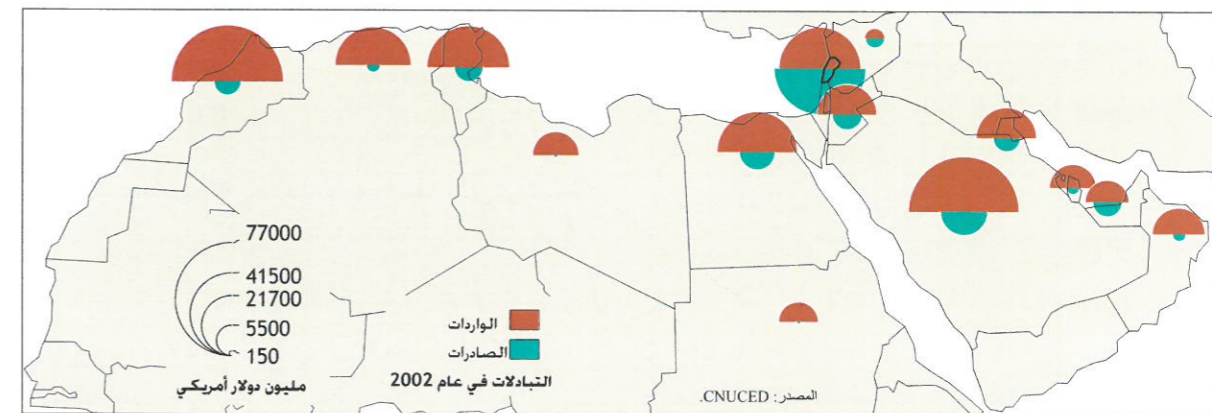 77000
41500
21700
5500
150
مليون دولار أمريكي
الواردات
الصادرات
التبادلات في عام 2002
المصدر: CNUCED.